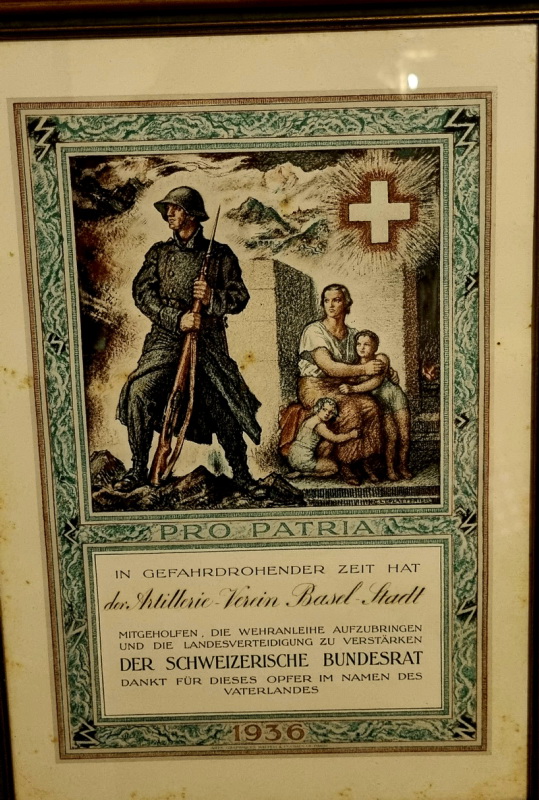 PRO PATRIA
IN GEFAHRDROHENDER ZEIT HAT
der Artillerie-Verein Basel-Stadt
MITGEHOLFEN, DIE WEHRANLEIHE AUFZUBRINGEN
UND DIE LANDESVERTEIDIGUNG ZU VERSTÄRKEN
DER SCHWEIZERISCHE BUNDESRAT
DANKT FÜR DIESES OPFER IM NAMEN DES
VATERLANDES
1936